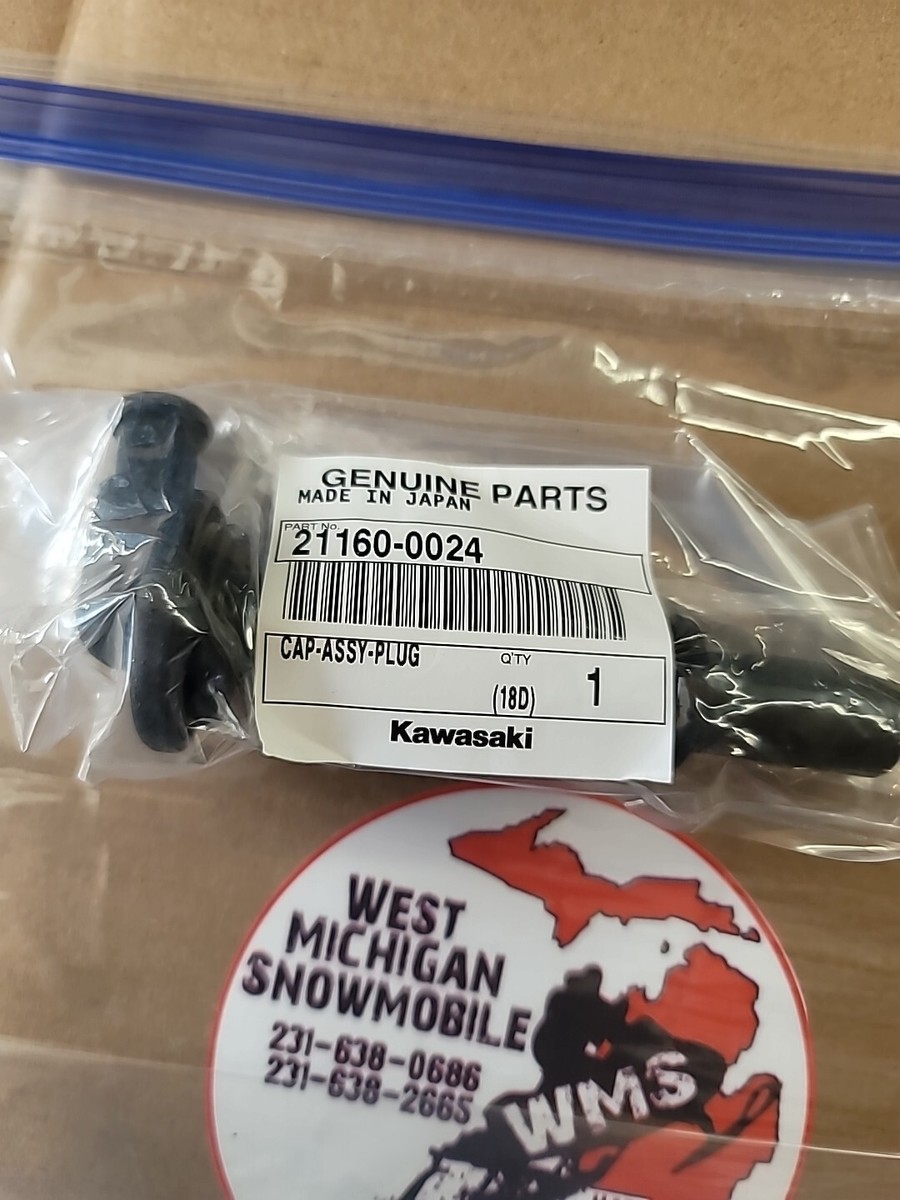 GENUINE PARTS
MADE IN JAPAN
PART No.
21160-0024
CAP-ASSY-PLUG
Q'TY
(18D)
1
Kawasaki
WEST
MICHIGAN
SNOWMOBILE
231-638-0686
231-638-2665
WMS